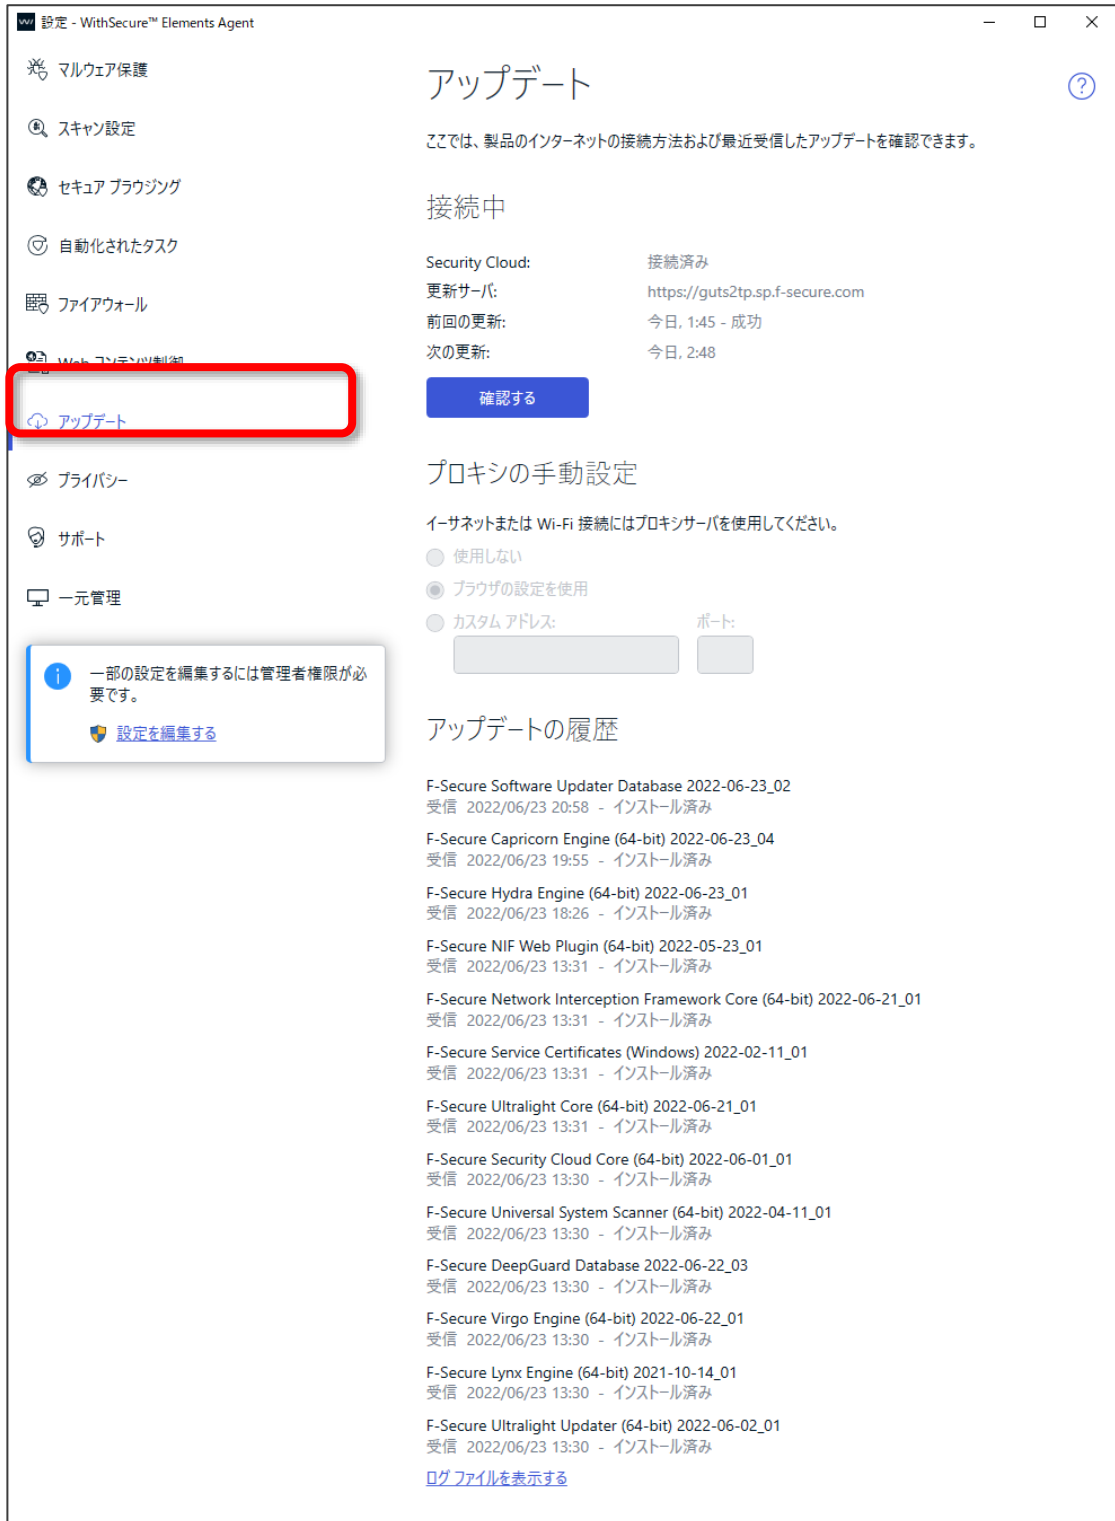 設定 - WithSecure™ Elements Agent
マルウェア保護
スキャン設定
セキュア ブラウジング
自動化されたタスク
ファイアウォール
Web コンテンツ制御
アップデート
プライバシー
サポート
一元管理
一部の設定を編集するには管理者権限が必
要です。
設定を編集する
アップデート
ここでは、製品のインターネットの接続方法および最近受信したアップデートを確認できます。
接続中
Security Cloud: 接続済み
更新サーバ: https://guts2tp.sp.f-secure.com
前回の更新: 今日, 1:45 - 成功
次の更新: 今日, 2:48
確認する
プロキシの手動設定
イーサネットまたは Wi-Fi 接続にはプロキシサーバを使用してください。
使用しない
ブラウザの設定を使用
カスタム アドレス: ポート:
アップデートの履歴
F-Secure Software Updater Database 2022-06-23_02
受信 2022/06/23 20:58 - インストール済み
F-Secure Capricorn Engine (64-bit) 2022-06-23_04
受信 2022/06/23 19:55 - インストール済み
F-Secure Hydra Engine (64-bit) 2022-06-23_01
受信 2022/06/23 18:26 - インストール済み
F-Secure NIF Web Plugin (64-bit) 2022-05-23_01
受信 2022/06/23 13:31 - インストール済み
F-Secure Network Interception Framework Core (64-bit) 2022-06-21_01
受信 2022/06/23 13:31 - インストール済み
F-Secure Service Certificates (Windows) 2022-02-11_01
受信 2022/06/23 13:31 - インストール済み
F-Secure Ultralight Core (64-bit) 2022-06-21_01
受信 2022/06/23 13:31 - インストール済み
F-Secure Security Cloud Core (64-bit) 2022-06-01_01
受信 2022/06/23 13:30 - インストール済み
F-Secure Universal System Scanner (64-bit) 2022-04-11_01
受信 2022/06/23 13:30 - インストール済み
F-Secure DeepGuard Database 2022-06-22_03
受信 2022/06/23 13:30 - インストール済み
F-Secure Virgo Engine (64-bit) 2022-06-22_01
受信 2022/06/23 13:30 - インストール済み
F-Secure Lynx Engine (64-bit) 2021-10-14_01
受信 2022/06/23 13:30 - インストール済み
F-Secure Ultralight Updater (64-bit) 2022-06-02_01
受信 2022/06/23 13:30 - インストール済み
ログ ファイルを表示する